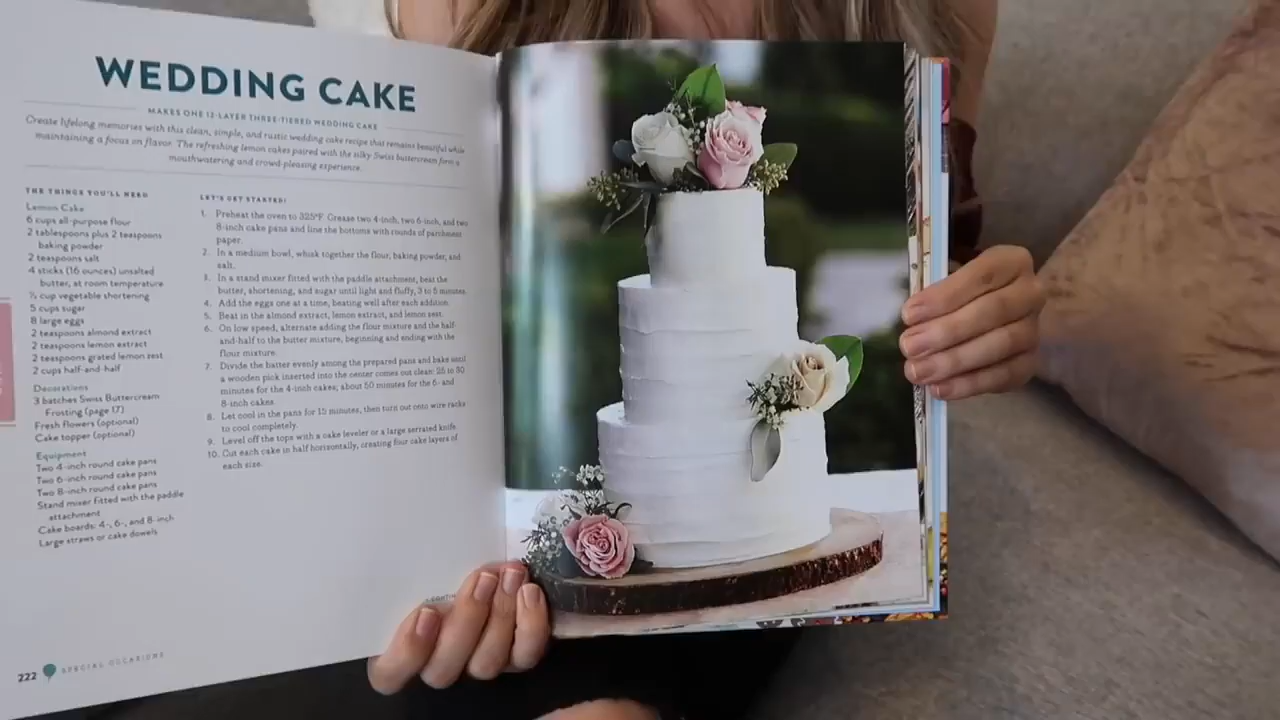 WEDDING CAKE
MAKES ONE 12-LAYER THREE-TIERED WEDDING CAKE
Create lifelong memories with this clean, simple, and rustic wedding cake recipe that remains beautiful while
maintaining a focus on flavor. The refreshing lemon cakes paired with the silky Swiss buttercream form a
mouthwatering and crowd-pleasing experience.
THE THINGS YOU'LL NEED
Lemon Cake
6 cups all-purpose flour
2 tablespoons plus 2 teaspoons
baking powder
2 teaspoons salt
4 sticks (16 ounces) unsalted
butter, at room temperature
cup vegetable shortening
5 cups sugar
8 large eggs
2 teaspoons almond extract
2 teaspoons lemon extract
2 teaspoons grated lemon zest
2 cups half-and-half
Decorations
3 batches Swiss Buttercream
Frosting (page 17)
Fresh flowers (optional)
Cake topper (optional)
Equipment
Two 4-inch round cake pans
Two 6-inch round cake pans
Two 8-inch round cake pans
Stand mixer fitted with the paddle
attachment
Cake boards: 4-, 6-, and 8-inch
Large straws or cake dowels
LET'S GET STARTED!
1. Preheat the oven to 325°F. Grease two 4-inch, two 6-inch, and two
8-inch cake pans and line the bottoms with rounds of parchment
paper.
2. In a medium bowl, whisk together the flour, baking powder, and
salt.
3. In a stand mixer fitted with the paddle attachment, beat the
butter, shortening, and sugar until light and fluffy, 3 to 5 minutes.
4. Add the eggs one at a time, beating well after each addition.
5. Beat in the almond extract, lemon extract, and lemon zest.
6. On low speed, alternate adding the flour mixture and the half-
and-half to the butter mixture, beginning and ending with the
flour mixture.
7. Divide the batter evenly among the prepared pans and bake until
a wooden pick inserted into the center comes out clean: 25 to 30
minutes for the 4-inch cakes; about 50 minutes for the 6- and
8-inch cakes.
8. Let cool in the pans for 15 minutes, then turn out onto wire racks
to cool completely.
9. Level off the tops with a cake leveler or a large serrated knife.
10. Cut each cake in half horizontally, creating four cake layers of
each size.
222 SPECIAL OCCASIONS